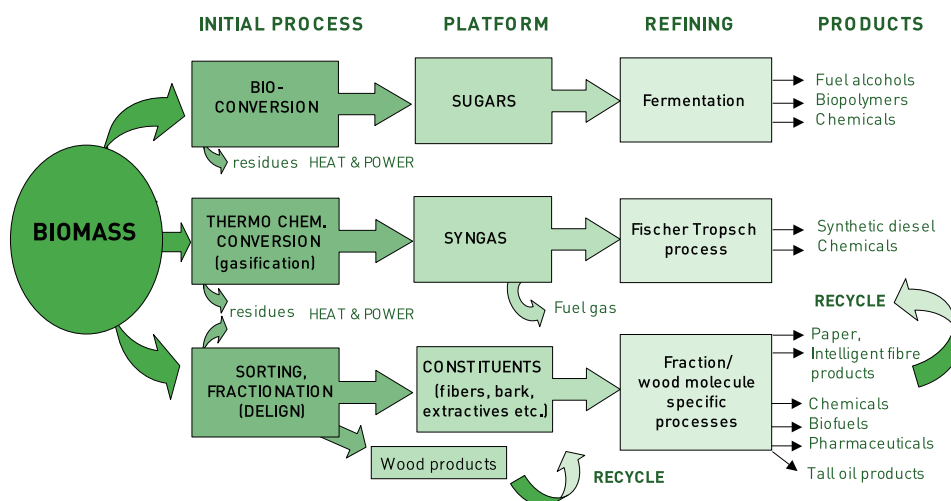 INITIAL PROCESS PLATFORM REFINING PRODUCTS
BIOMASS
BIO-
CONVERSION
SUGARS
Fermentation
Fuel alcohols
Biopolymers
Chemicals
residues HEAT & POWER
THERMO CHEM.
CONVERSION
(gasification)
SYNGAS
Fischer Tropsch
process
Synthetic diesel
Chemicals
residues HEAT & POWER
Fuel gas
RECYCLE
SORTING,
FRACTIONATION
(DELIGN)
CONSTITUENTS
(fibers, bark,
extractives etc.)
Fraction/
wood molecule
specific
processes
Paper,
Intelligent fibre
products
Chemicals
Biofuels
Pharmaceuticals
Tall oil products
Wood products
RECYCLE